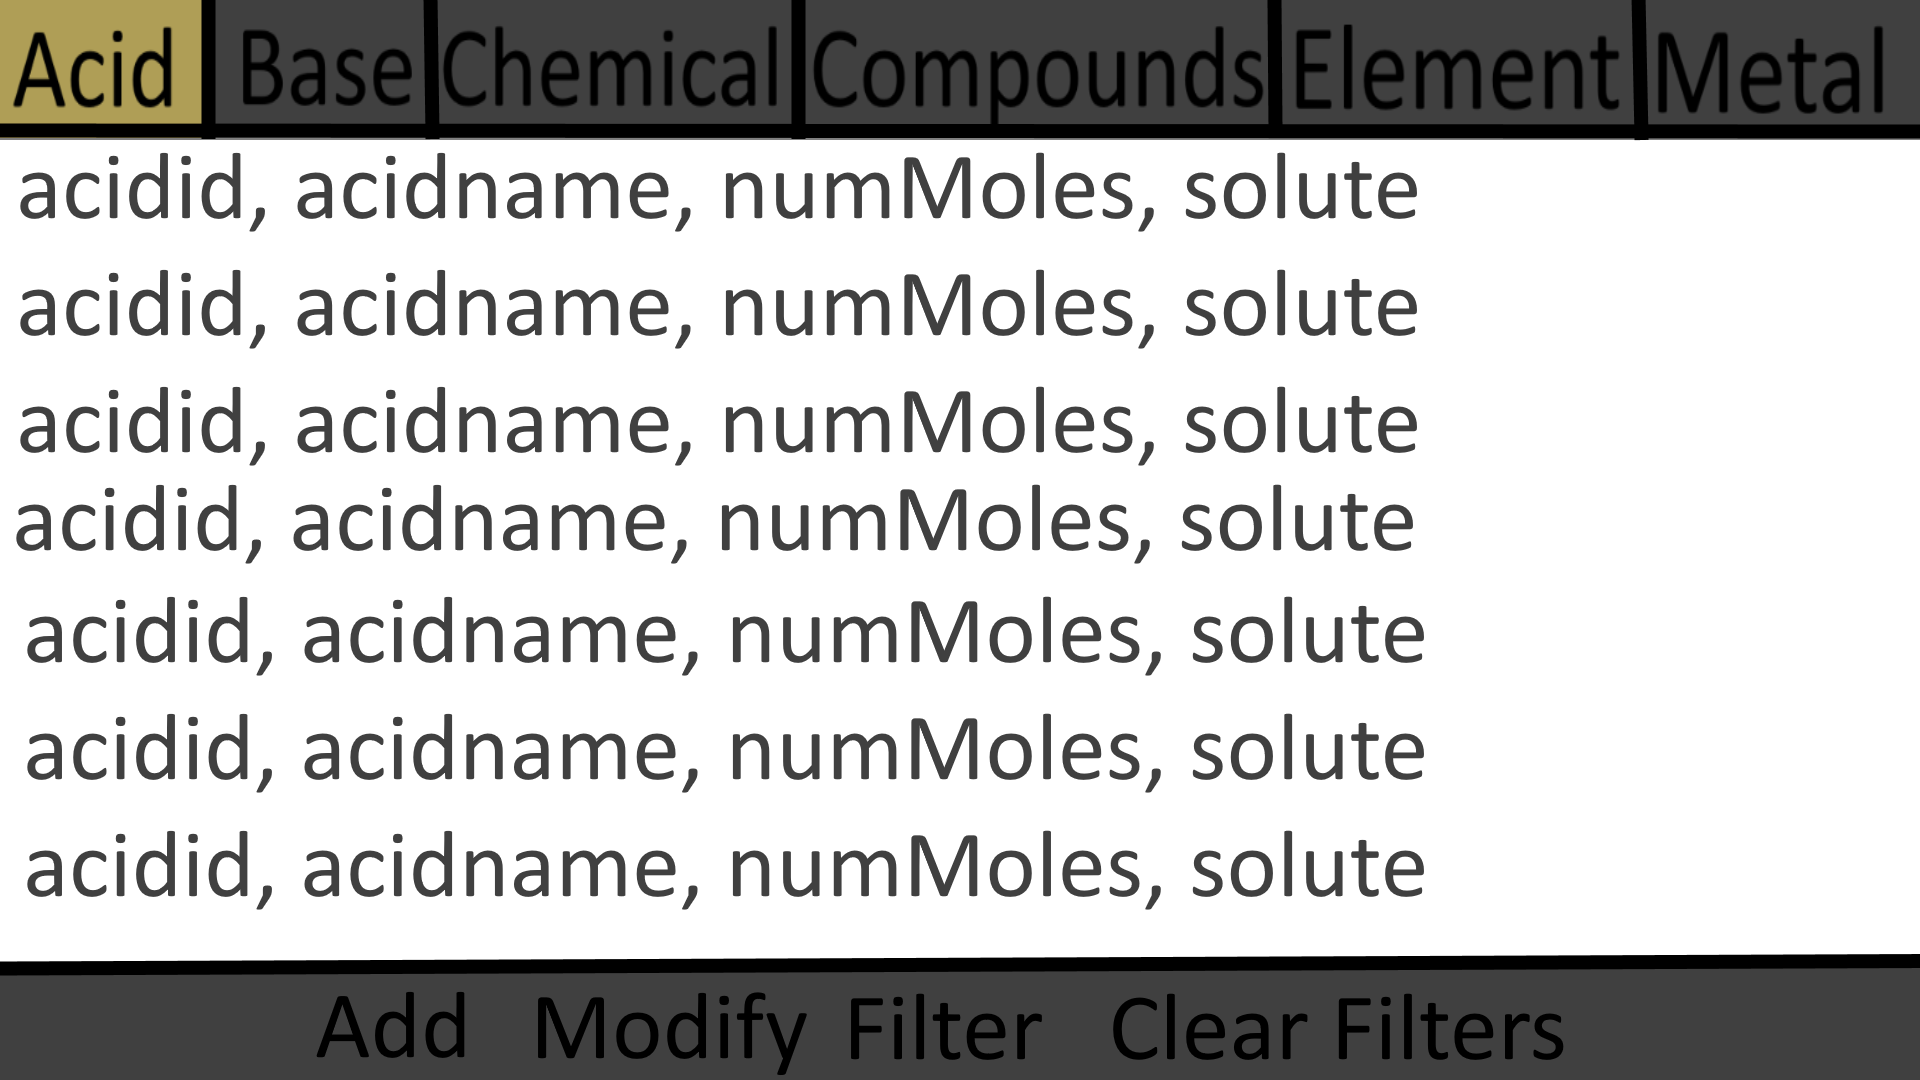 Acid Base Chemical Compounds Element Metal
acidid, acidname, numMoles, solute
acidid, acidname, numMoles, solute
acidid, acidname, numMoles, solute
acidid, acidname, numMoles, solute
acidid, acidname, numMoles, solute
acidid, acidname, numMoles, solute
acidid, acidname, numMoles, solute
Add Modify Filter Clear Filters